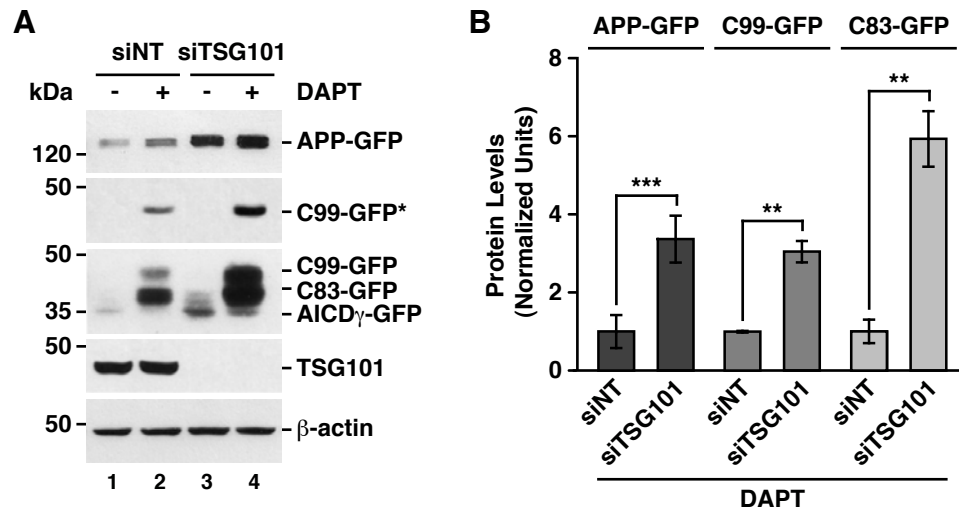 A
siNT siTSG101
kDa - + - + DAPT
120 APP-GFP
50 C99-GFP*
50 C99-GFP
C83-GFP
35 AICDγ-GFP
50 TSG101
50 β-actin
1 2 3 4
B
APP-GFP C99-GFP C83-GFP
Protein Levels
(Normalized Units)
8
6
4
2
0
*** ** **
siNT siTSG101 siNT siTSG101 siNT siTSG101
DAPT